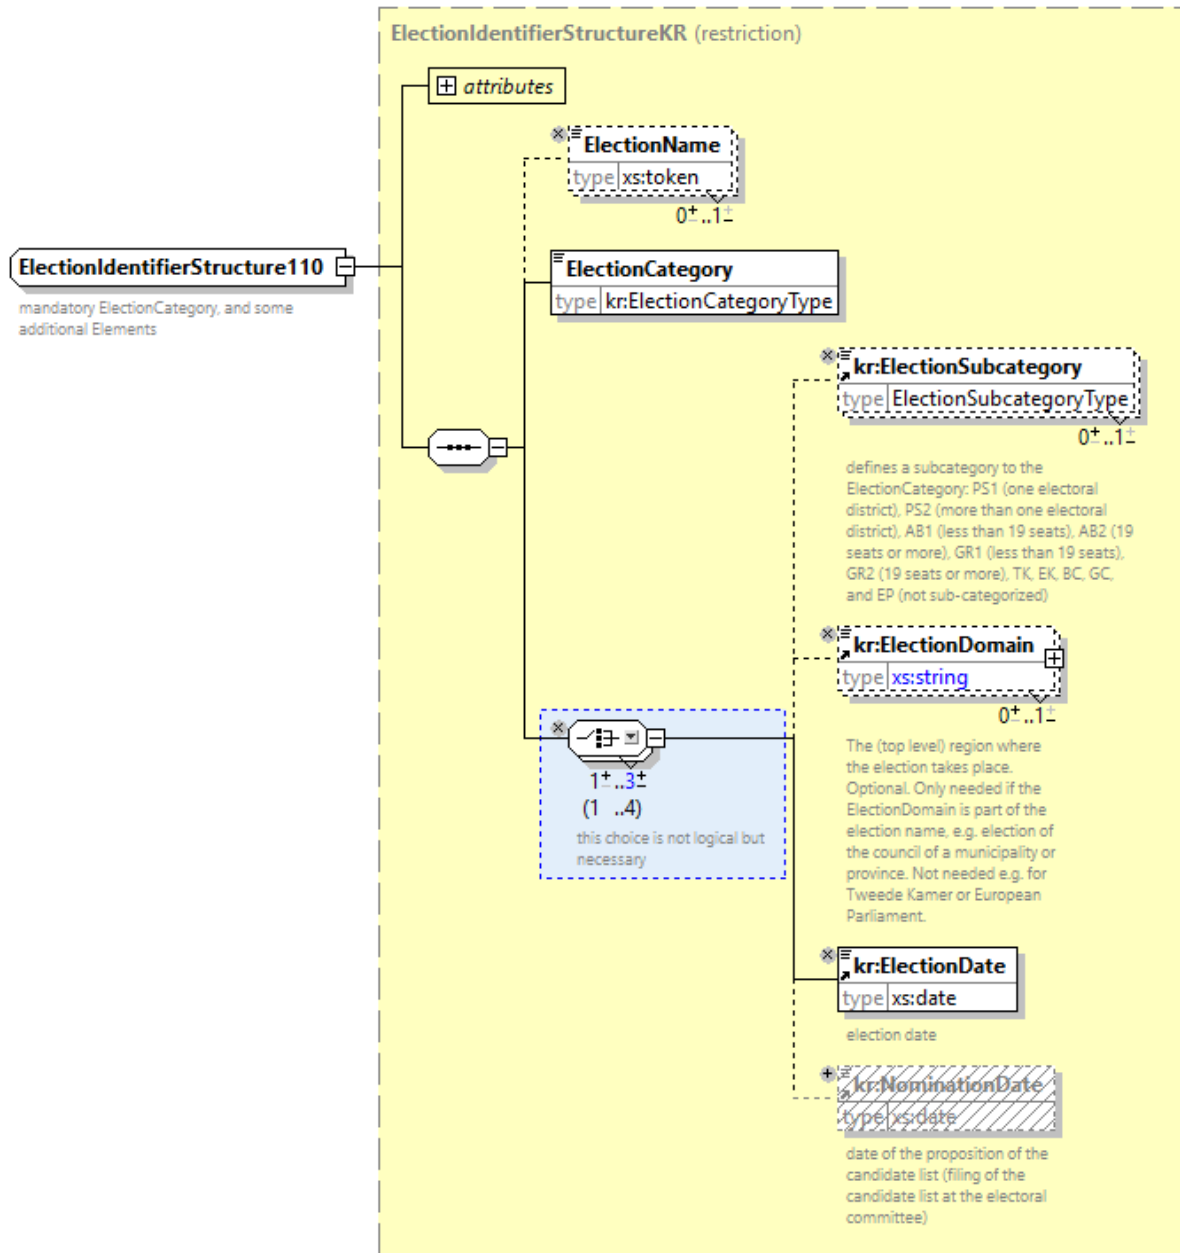 ElectionIdentifierStructureKR (restriction)
attributes
ElectionName
type xs:token
0±..1±
ElectionIdentifierStructure110
mandatory ElectionCategory, and some
additional Elements
ElectionCategory
type kr:ElectionCategoryType
kr:ElectionSubcategory
type ElectionSubcategoryType
0±..1±
defines a subcategory to the
ElectionCategory: PS1 (one electoral
district), PS2 (more than one electoral
district), AB1 (less than 19 seats), AB2 (19
seats or more), GR1 (less than 19 seats),
GR2 (19 seats or more), TK, EK, BC, GC,
and EP (not sub-categorized)
kr:ElectionDomain
type xs:string
0±..1±
The (top level) region where
the election takes place.
Optional. Only needed if the
ElectionDomain is part of the
election name, e.g. election of
the council of a municipality or
province. Not needed e.g. for
Tweede Kamer or European
Parliament.
1±..3±
(1 ..4)
this choice is not logical but
necessary
kr:ElectionDate
type xs:date
election date
kr:NominationDate
type xs:date
date of the proposition of the
candidate list (filing of the
candidate list at the electoral
committee)